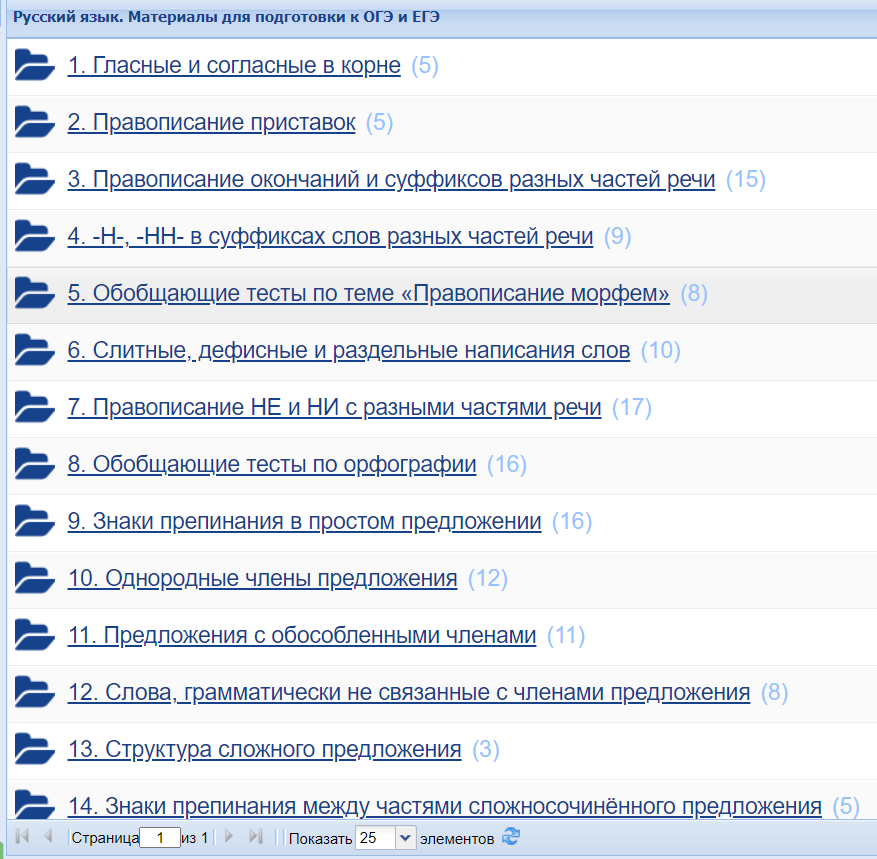 Русский язык. Материалы для подготовки к ОГЭ и ЕГЭ
1. Гласные и согласные в корне (5)
2. Правописание приставок (5)
3. Правописание окончаний и суффиксов разных частей речи (15)
4. -Н-, -НН- в суффиксах слов разных частей речи (9)
5. Обобщающие тесты по теме «Правописание морфем» (8)
6. Слитные, дефисные и раздельные написания слов (10)
7. Правописание НЕ и НИ с разными частями речи (17)
8. Обобщающие тесты по орфографии (16)
9. Знаки препинания в простом предложении (16)
10. Однородные члены предложения (12)
11. Предложения с обособленными членами (11)
12. Слова, грамматически не связанные с членами предложения (8)
13. Структура сложного предложения (3)
14. Знаки препинания между частями сложносочинённого предложения (5)
Страница 1 из 1 Показать 25 элементов